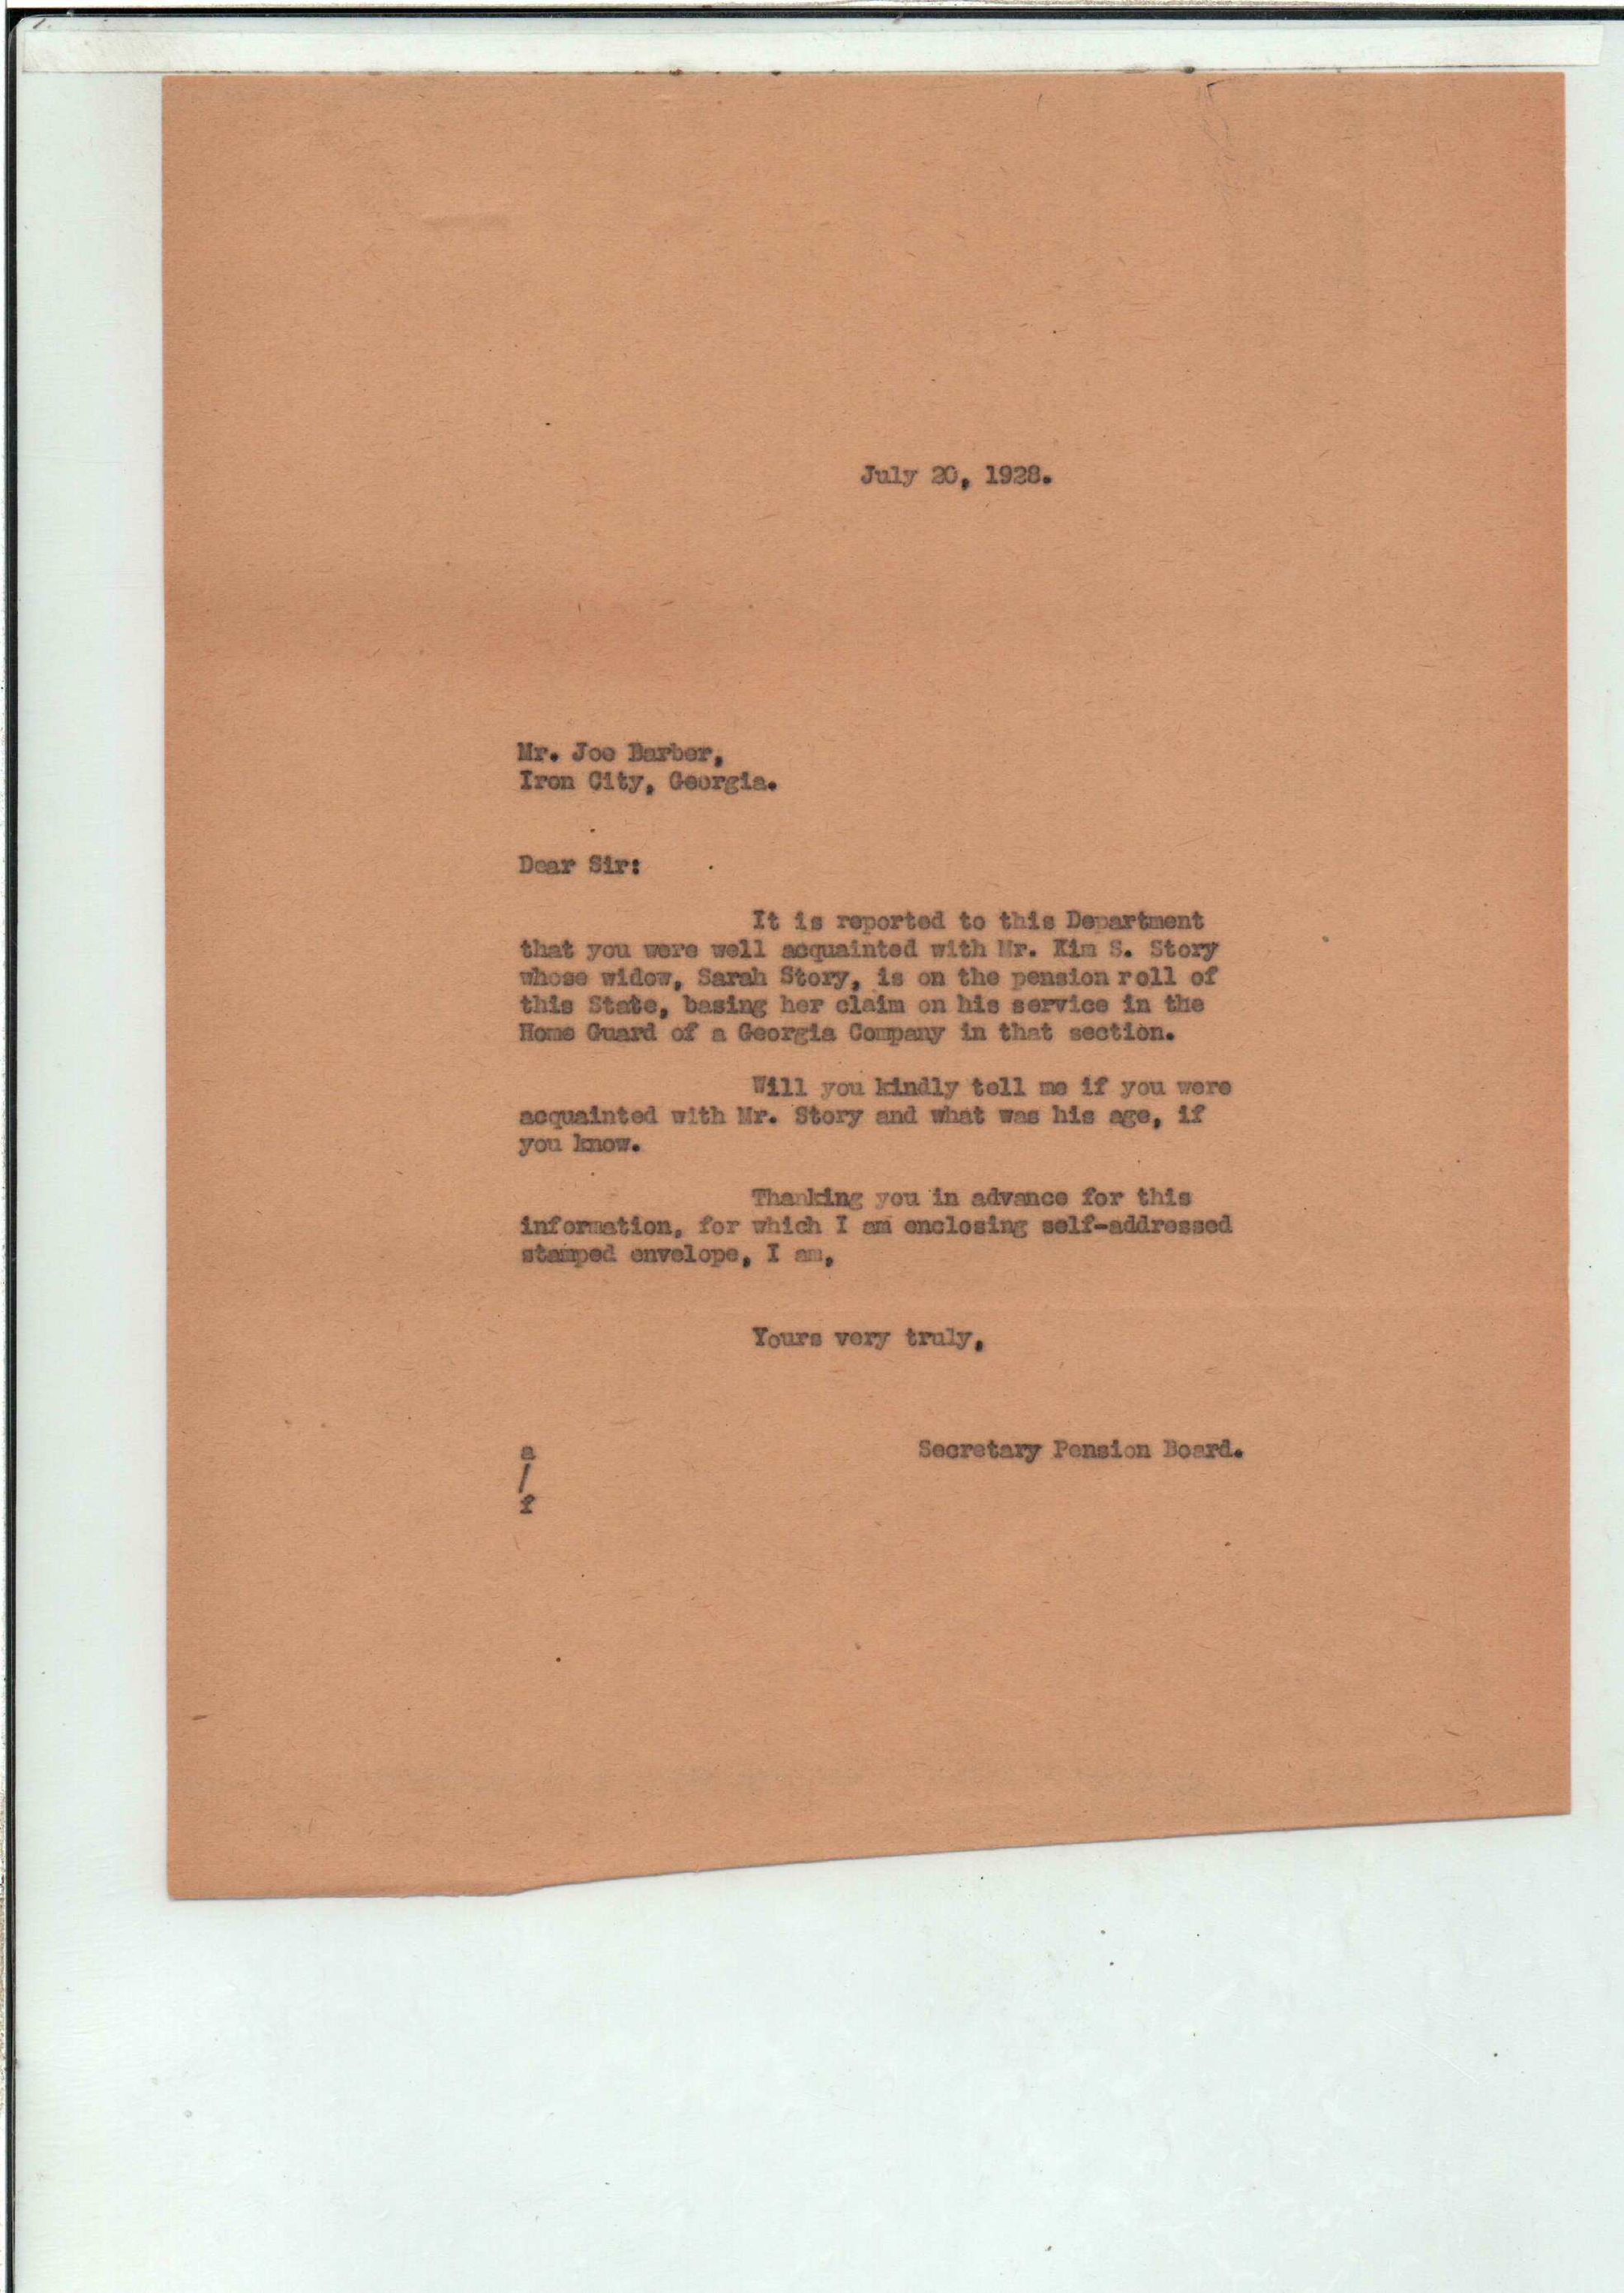 July 20, 1928.
Mr. Joe Barber,
Iron City, Georgia.
Dear Sir:
It is reported to this Department
that you were well acquainted with Mr. Kim S. Story
whose widow, Sarah Story, is on the pension roll of
this State, basing her claim on his service in the
Home Guard of a Georgia Company in that section.
Will you kindly tell me if you were
acquainted with Mr. Story and what was his age, if
you know.
Thanking you in advance for this
information, for which I am enclosing self-addressed
stamped envelope, I am,
Yours very truly,
Secretary Pension Board.
a
/
f